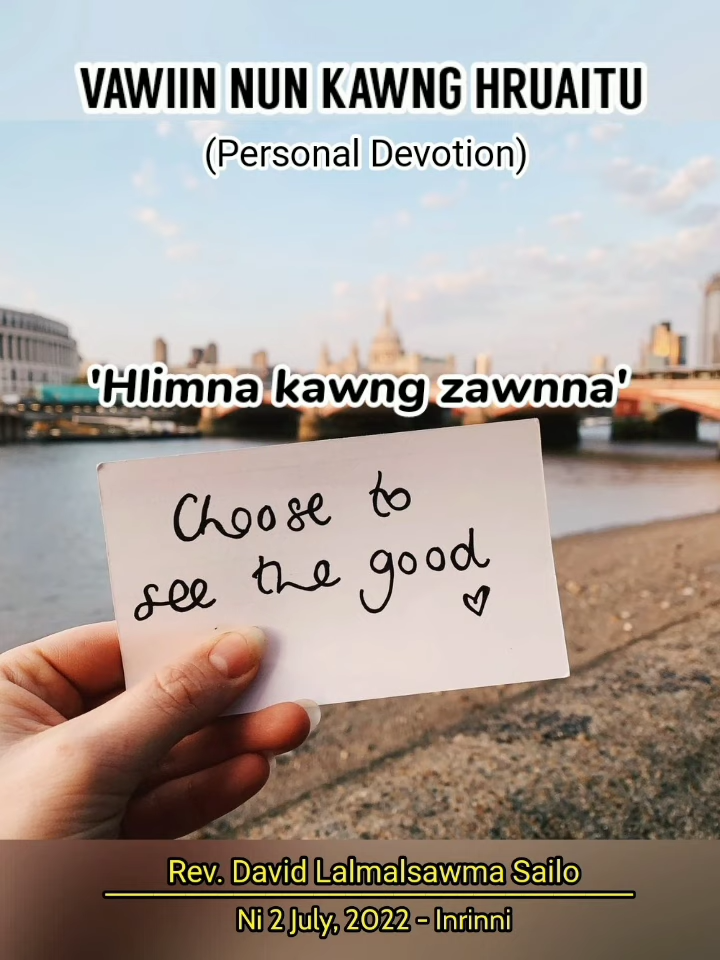 VAWIIN NUN KAWNG HRUAITU
(Personal Devotion)
'Hlimna kawng zawnna'
Choose to
see the good
Rev. David Lalmalsawma Sailo
Ni 2 July, 2022 - Inrinni